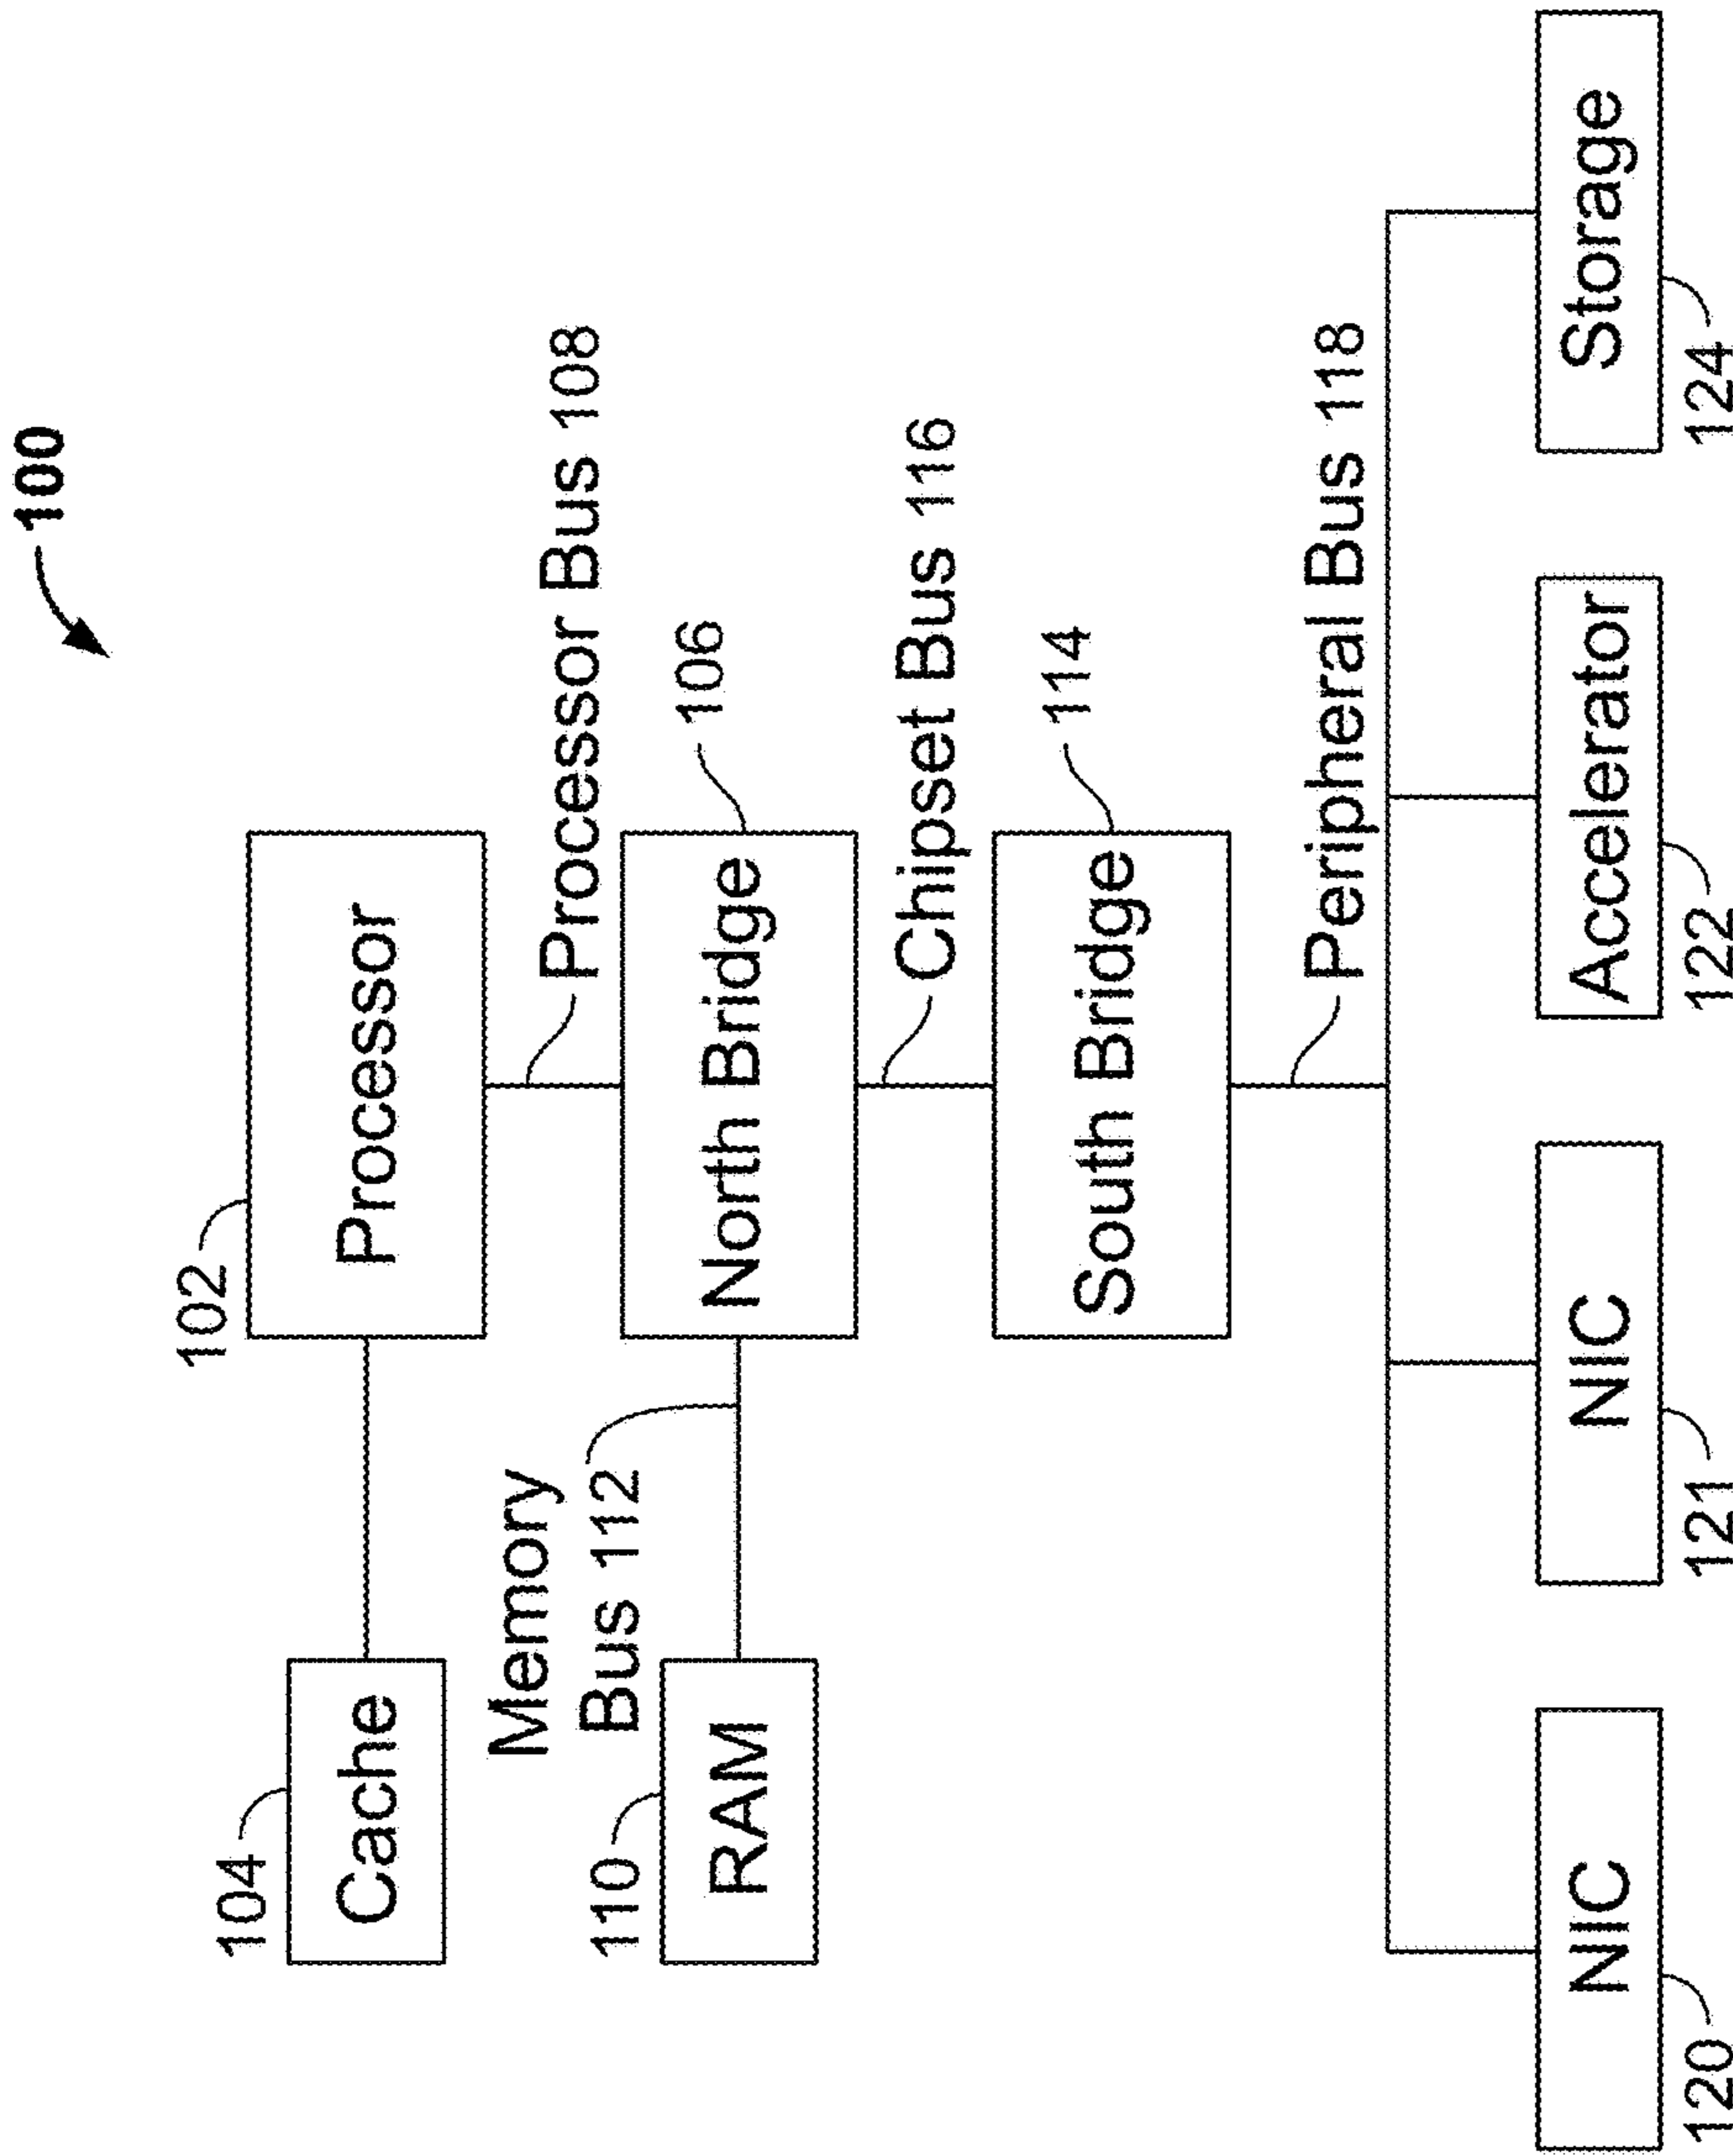 100
102
Processor
104
Cache
Processor Bus 108
Memory
Bus 112
106
North Bridge
110
RAM
Chipset Bus 116
114
South Bridge
Peripheral Bus 118
NIC
NIC
Accelerator
Storage
120
121
122
124